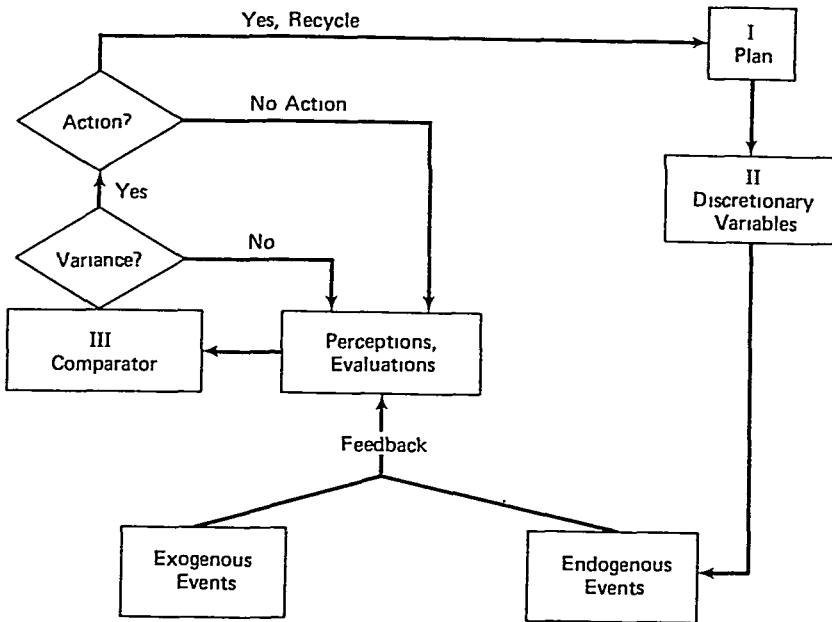 Yes, Recycle
I
Plan
Action?
No Action
II
Discretionary
Variables
Yes
Variance?
No
III
Comparator
Perceptions,
Evaluations
Feedback
Exogenous
Events
Endogenous
Events